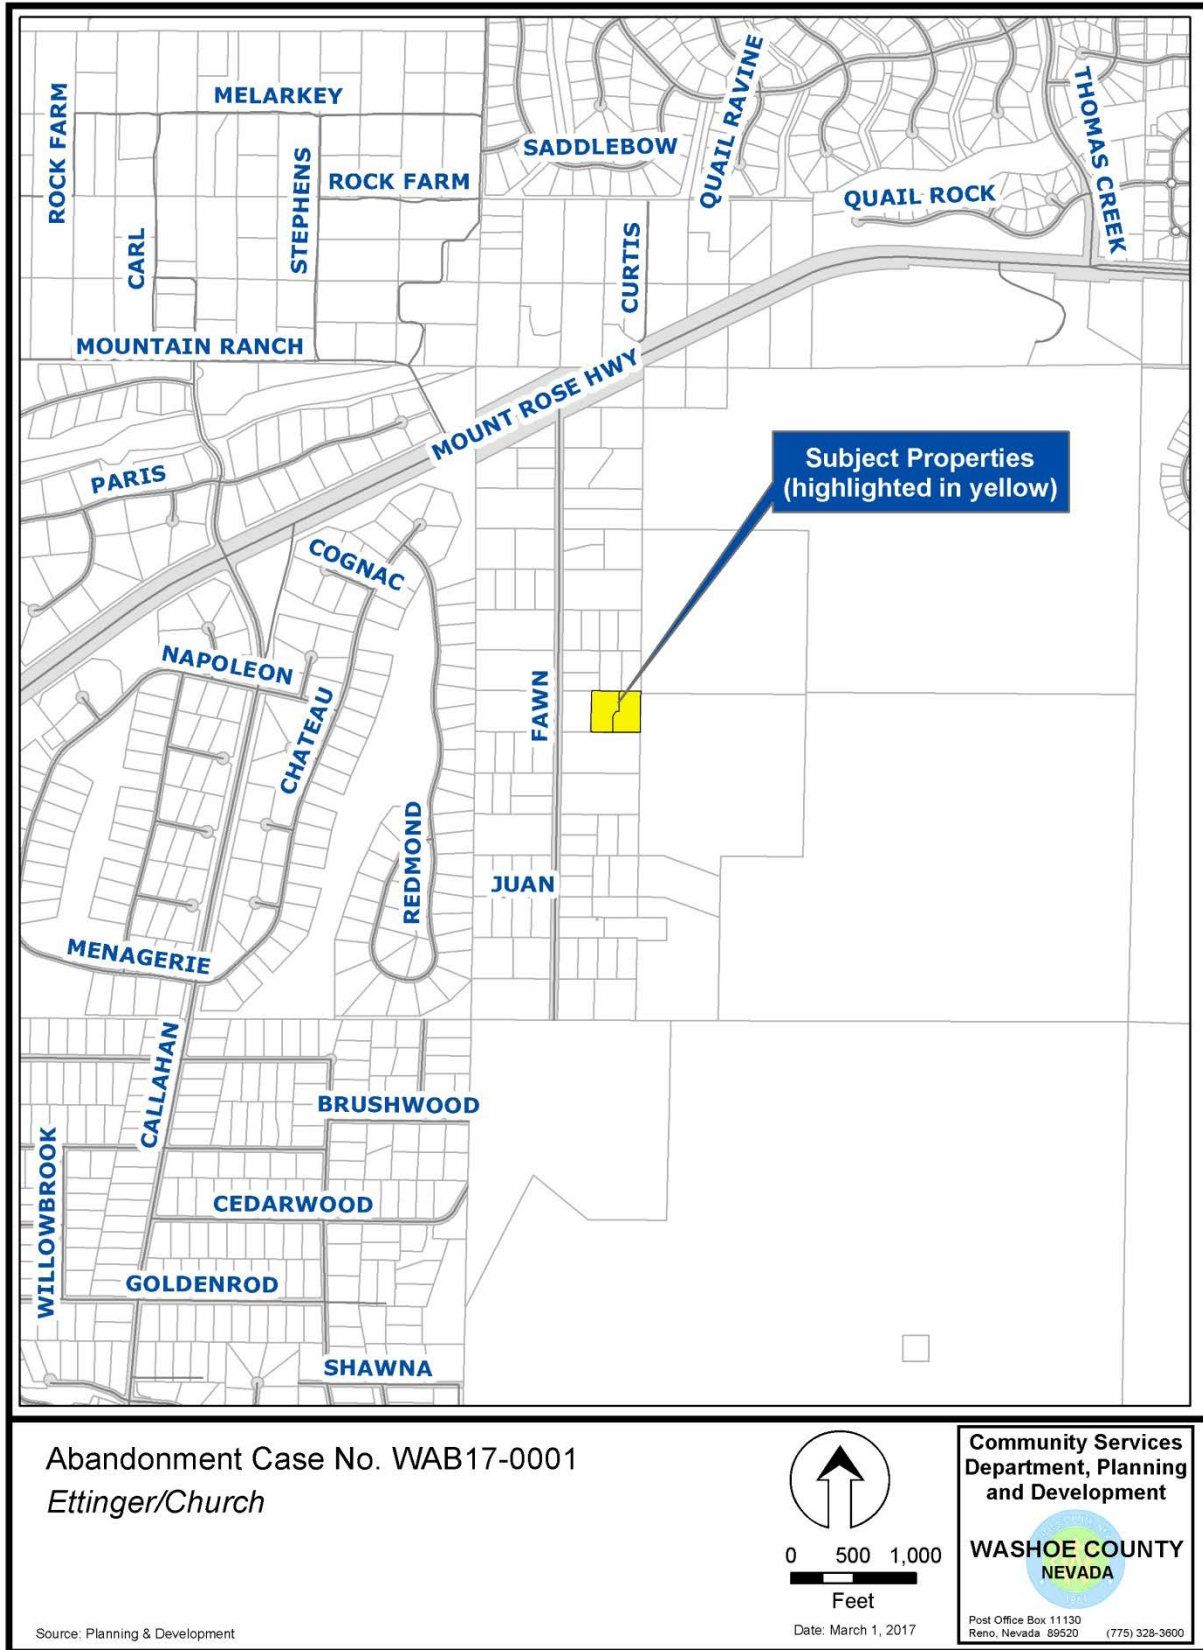 MELARKEY
ROCK FARM
QUAIL RAVINE
THOMAS CREEK
SADDLEBOW
STEPHENS
ROCK FARM
QUAIL ROCK
CARL
CURTIS
MOUNTAIN RANCH
MOUNT ROSE HWY
PARIS
Subject Properties
(highlighted in yellow)
COGNAC
NAPOLEON
FAWN
CHATEAU
REDMOND
JUAN
MENAGERIE
CALLAHAN
BRUSHWOOD
WILLOWBROOK
CEDARWOOD
GOLDENROD
SHAWNA
Abandonment Case No. WAB17-0001
Ettinger/Church
Source: Planning & Development
0 500 1,000
Feet
Date: March 1, 2017
Community Services
Department, Planning
and Development
WASHOE COUNTY
NEVADA
Post Office Box 11130
Reno, Nevada 89520 (775) 328-3600